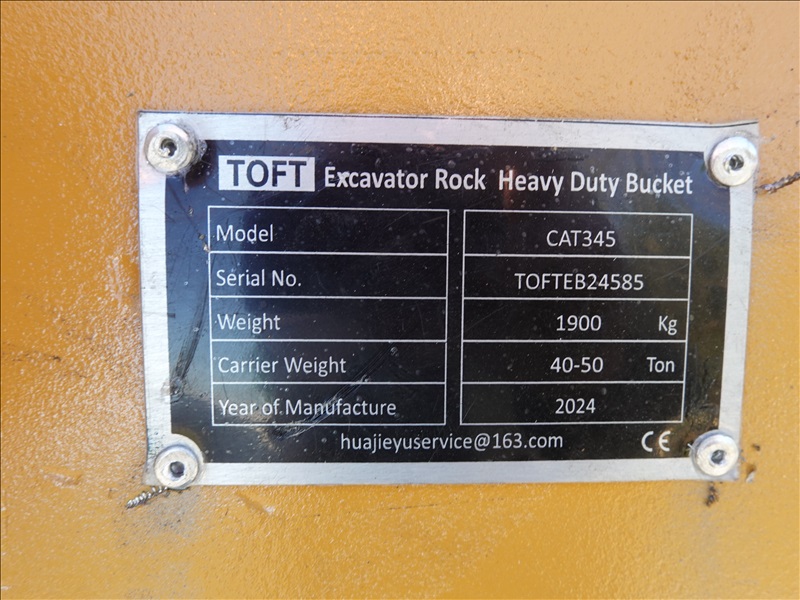 TOFT Excavator Rock Heavy Duty Bucket
Model CAT345
Serial No. TOFTEB24585
Weight 1900 Kg
Carrier Weight 40-50 Ton
Year of Manufacture 2024
huajieyuservice@163.com CE